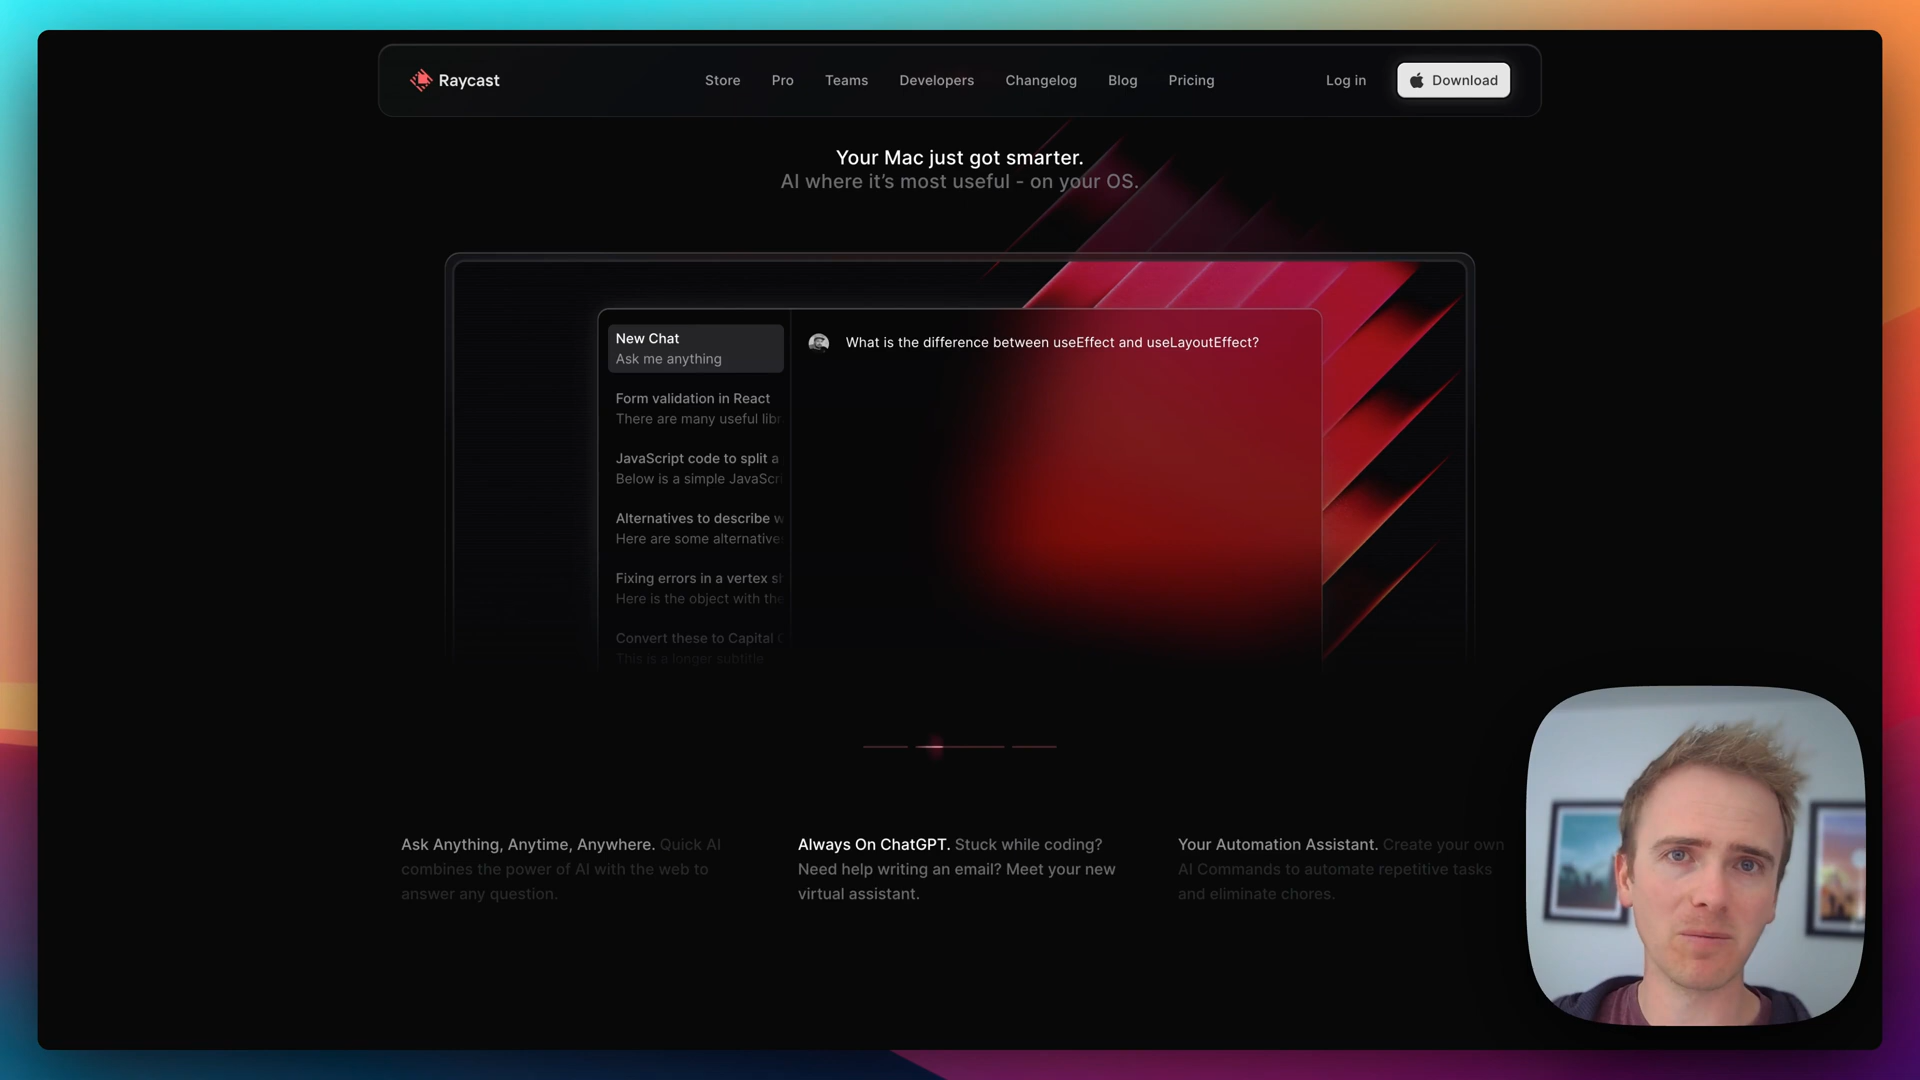 Raycast
Store Pro Teams Developers Changelog Blog Pricing
Log in Download
Your Mac just got smarter.
AI where it’s most useful - on your OS.
New Chat
Ask me anything
Form validation in React
There are many useful
JavaScript code to split a
Below is a simple
Alternatives to describe
Here are some
Fixing errors in a vertex
Here is the object with
Convert these to Capital
This is a longer subtitle
What is the difference between useEffect and useLayoutEffect?
Ask Anything, Anytime, Anywhere. Quick AI
combines the power of AI with the web to
answer any question.
Always On ChatGPT. Stuck while coding?
Need help writing an email? Meet your new
virtual assistant.
Your Automation Assistant. Create your own
AI Commands to automate repetitive tasks
and eliminate chores.